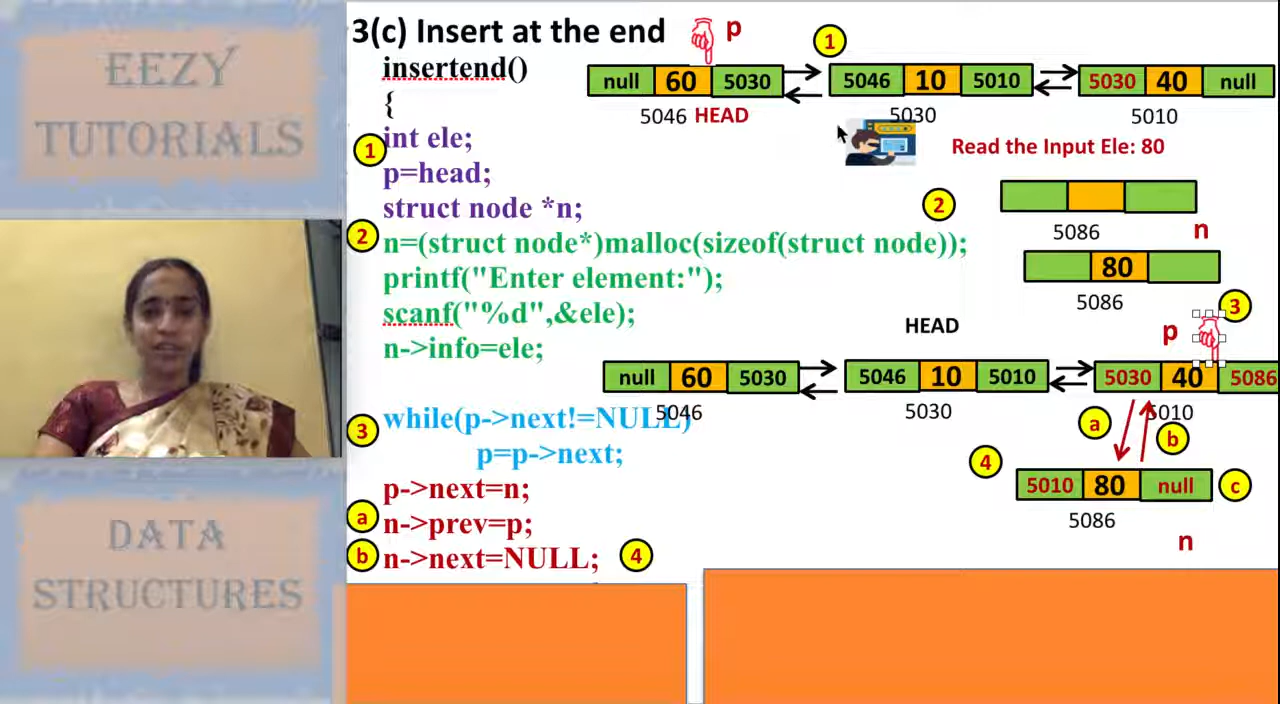 EEZY
TUTORIALS
DATA
STRUCTURES
3(c) Insert at the end
insertend()
{
1 int ele;
p=head;
struct node *n;
2 n=(struct node*)malloc(sizeof(struct node));
printf("Enter element:");
scanf("%d",&ele);
n->info=ele;
3 while(p->next!=NULL)
p=p->next;
p->next=n;
a n->prev=p;
b n->next=NULL; 4
p 1
null 60 5030 5046 10 5010 5030 40 null
5046 HEAD 5030 5010
Read the Input Ele: 80
2
5086 n
80
5086
3
HEAD p
null 60 5030 5046 10 5010 5030 40 5086
5046 5030 5010
a b
4 5010 80 null c
5086
n